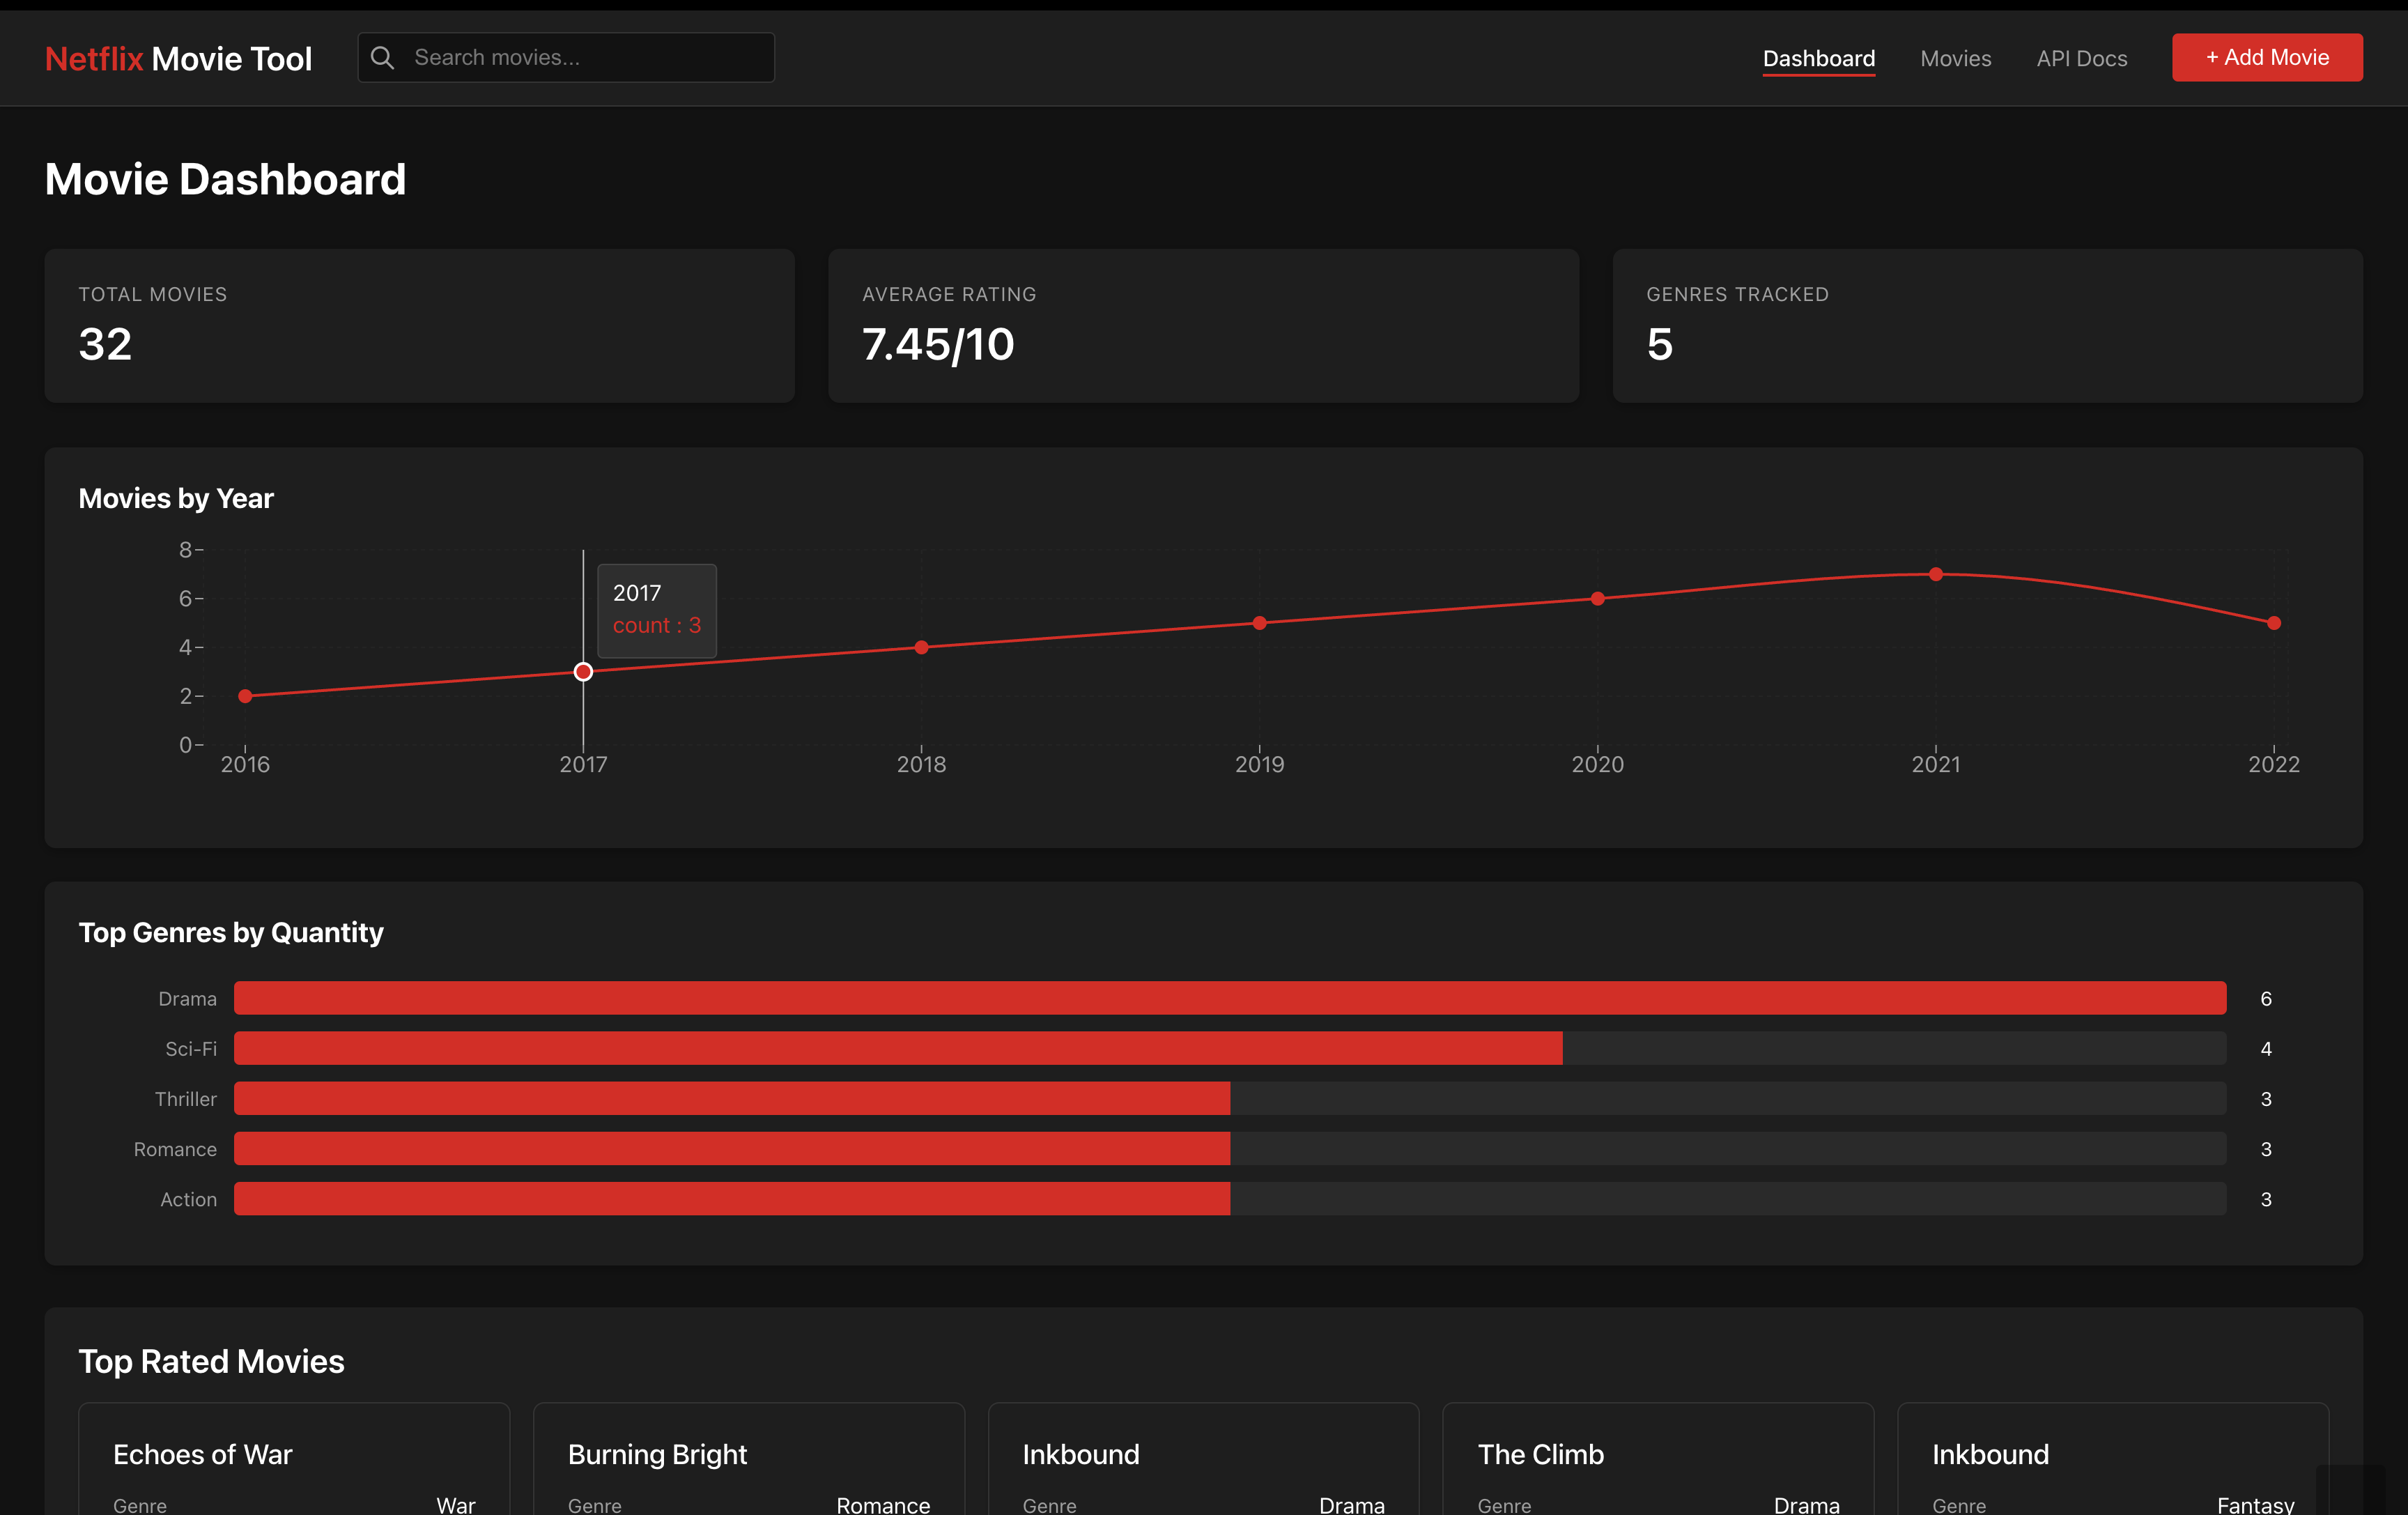 Netflix Movie Tool
Search movies...
Dashboard
Movies
API Docs
+ Add Movie
Movie Dashboard
TOTAL MOVIES
32
AVERAGE RATING
7.45/10
GENRES TRACKED
5
Movies by Year
8
6
4
2
0
2017
count : 3
2016
2017
2018
2019
2020
2021
2022
Top Genres by Quantity
Drama 6
Sci-Fi 4
Thriller 3
Romance 3
Action 3
Top Rated Movies
Echoes of War
Genre War
Burning Bright
Genre Romance
Inkbound
Genre Drama
The Climb
Genre Drama
Inkbound
Genre Fantasy